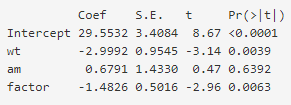 Coef S.E. t Pr(>|t|)
Intercept 29.5532 3.4084 8.67 <0.0001
wt -2.9992 0.9545 -3.14 0.0039
am 0.6791 1.4330 0.47 0.6392
factor -1.4826 0.5016 -2.96 0.0063